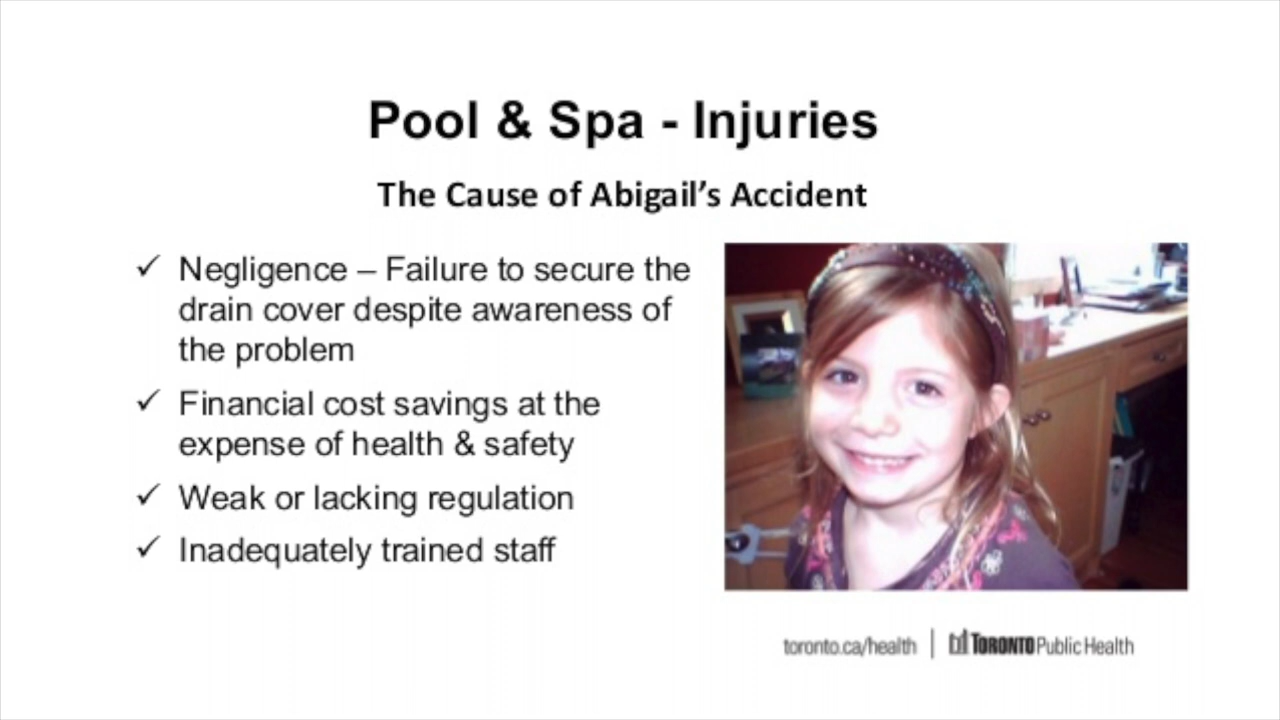 Pool & Spa - Injuries
The Cause of Abigail’s Accident
✓ Negligence – Failure to secure the
drain cover despite awareness of
the problem
✓ Financial cost savings at the
expense of health & safety
✓ Weak or lacking regulation
✓ Inadequately trained staff
toronto.ca/health | TORONTO Public Health